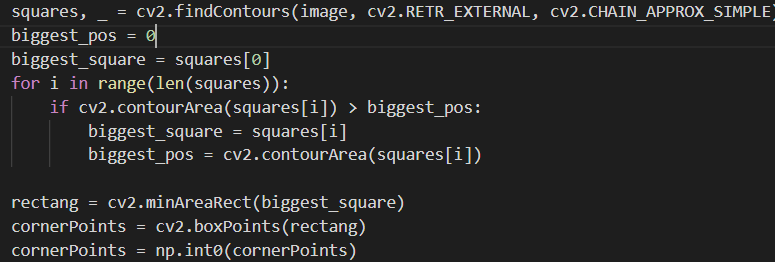 squares, _ = cv2.findContours(image, cv2.RETR_EXTERNAL, cv2.CHAIN_APPROX_SIMPLE)
biggest_pos = 0
biggest_square = squares[0]
for i in range(len(squares)):
    if cv2.contourArea(squares[i]) > biggest_pos:
        biggest_square = squares[i]
        biggest_pos = cv2.contourArea(squares[i])
rectang = cv2.minAreaRect(biggest_square)
cornerPoints = cv2.boxPoints(rectang)
cornerPoints = np.int0(cornerPoints)